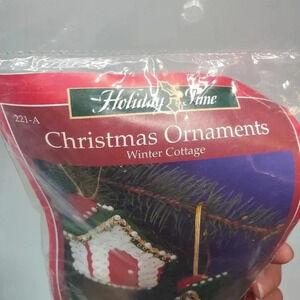 Holiday Time
221-A
Christmas Ornaments
Winter Cottage